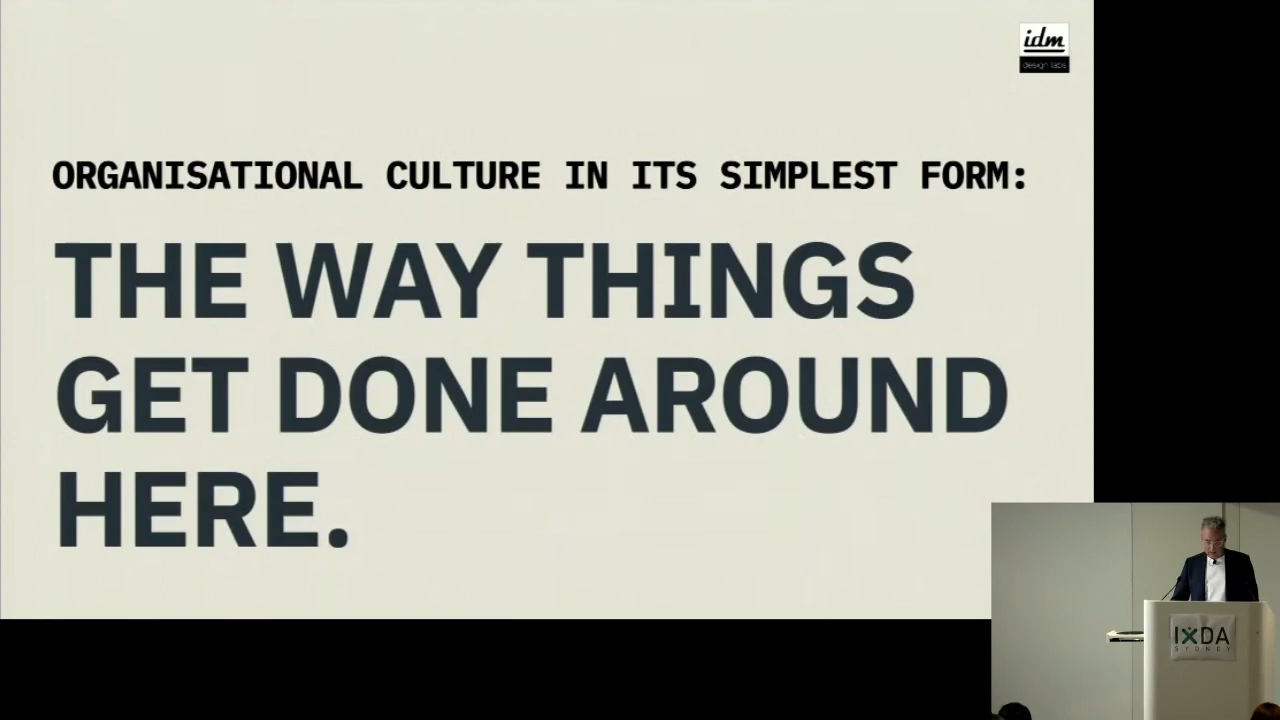 idm
design labs
ORGANISATIONAL CULTURE IN ITS SIMPLEST FORM:
THE WAY THINGS
GET DONE AROUND
HERE.
IXDA
SYDNEY